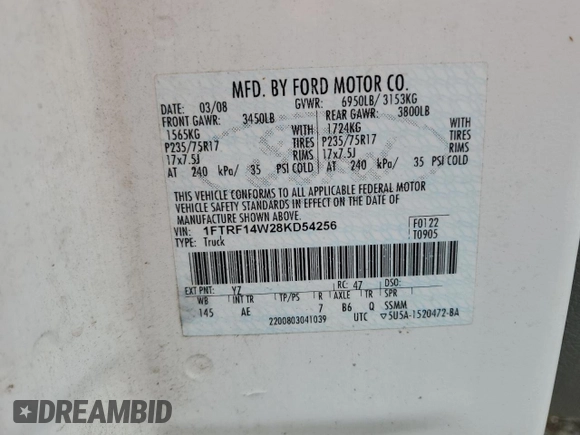 MFD. BY FORD MOTOR CO.
DATE: 03/08 GVWR: 6950LB/ 3153KG
FRONT GAWR: 3450LB REAR GAWR: 3800LB
1565KG WITH 1724KG WITH
P235/75R17 TIRES P235/75R17 TIRES
17x7.5J RIMS 17x7.5J RIMS
AT 240 kPa/ 35 PSI COLD AT 240 kPa/ 35 PSI COLD
THIS VEHICLE CONFORMS TO ALL APPLICABLE FEDERAL MOTOR
VEHICLE SAFETY STANDARDS IN EFFECT ON THE DATE OF
MANUFACTURE SHOWN ABOVE.
VIN: 1FTRF14W28KD54256 F0122
TYPE: Truck T0905
EXT PNT: YZ RC: 47 DSO:
WB INT TR TP/PS R AXLE TR SPR
145 AE 7 B6 Q SSMM
2200803041039 UTC ▽5U5A-1520472-BA
DREAMBID